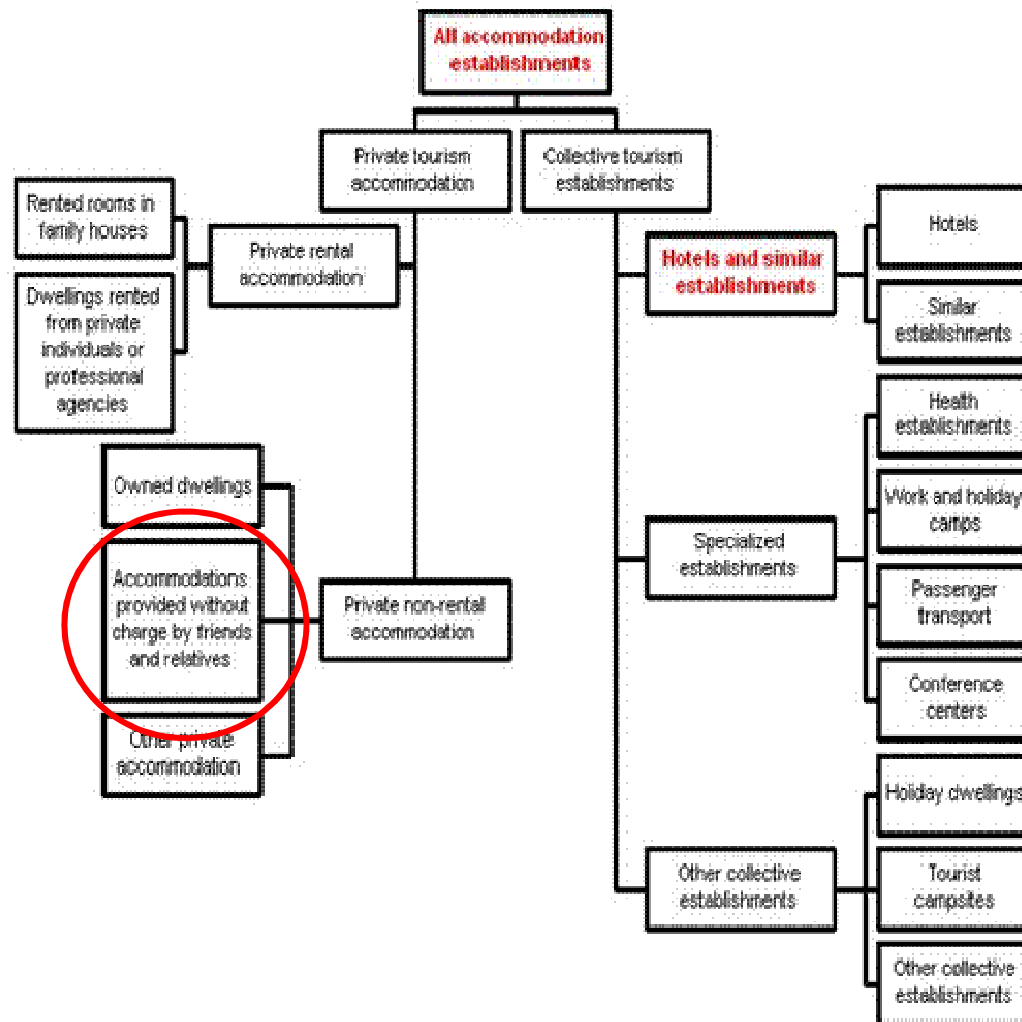 All accommodation
establishments
Private tourism
accommodation
Collective tourism
establishments
Rented rooms in
family houses
Private rental
accommodation
Dwellings rented
from private
individuals or
professional
agencies
Hotels and similar
establishments
Hotels
Similar
establishments
Health
establishments
Work and holiday
camps
Specialized
establishments
Passenger
transport
Conference
centers
Owned dwellings
Accommodations
provided without
charge by friends
and relatives
Private non-rental
accommodation
Other private
accommodation
Holiday dwellings
Other collective
establishments
Tourist
campsites
Other collective
establishments